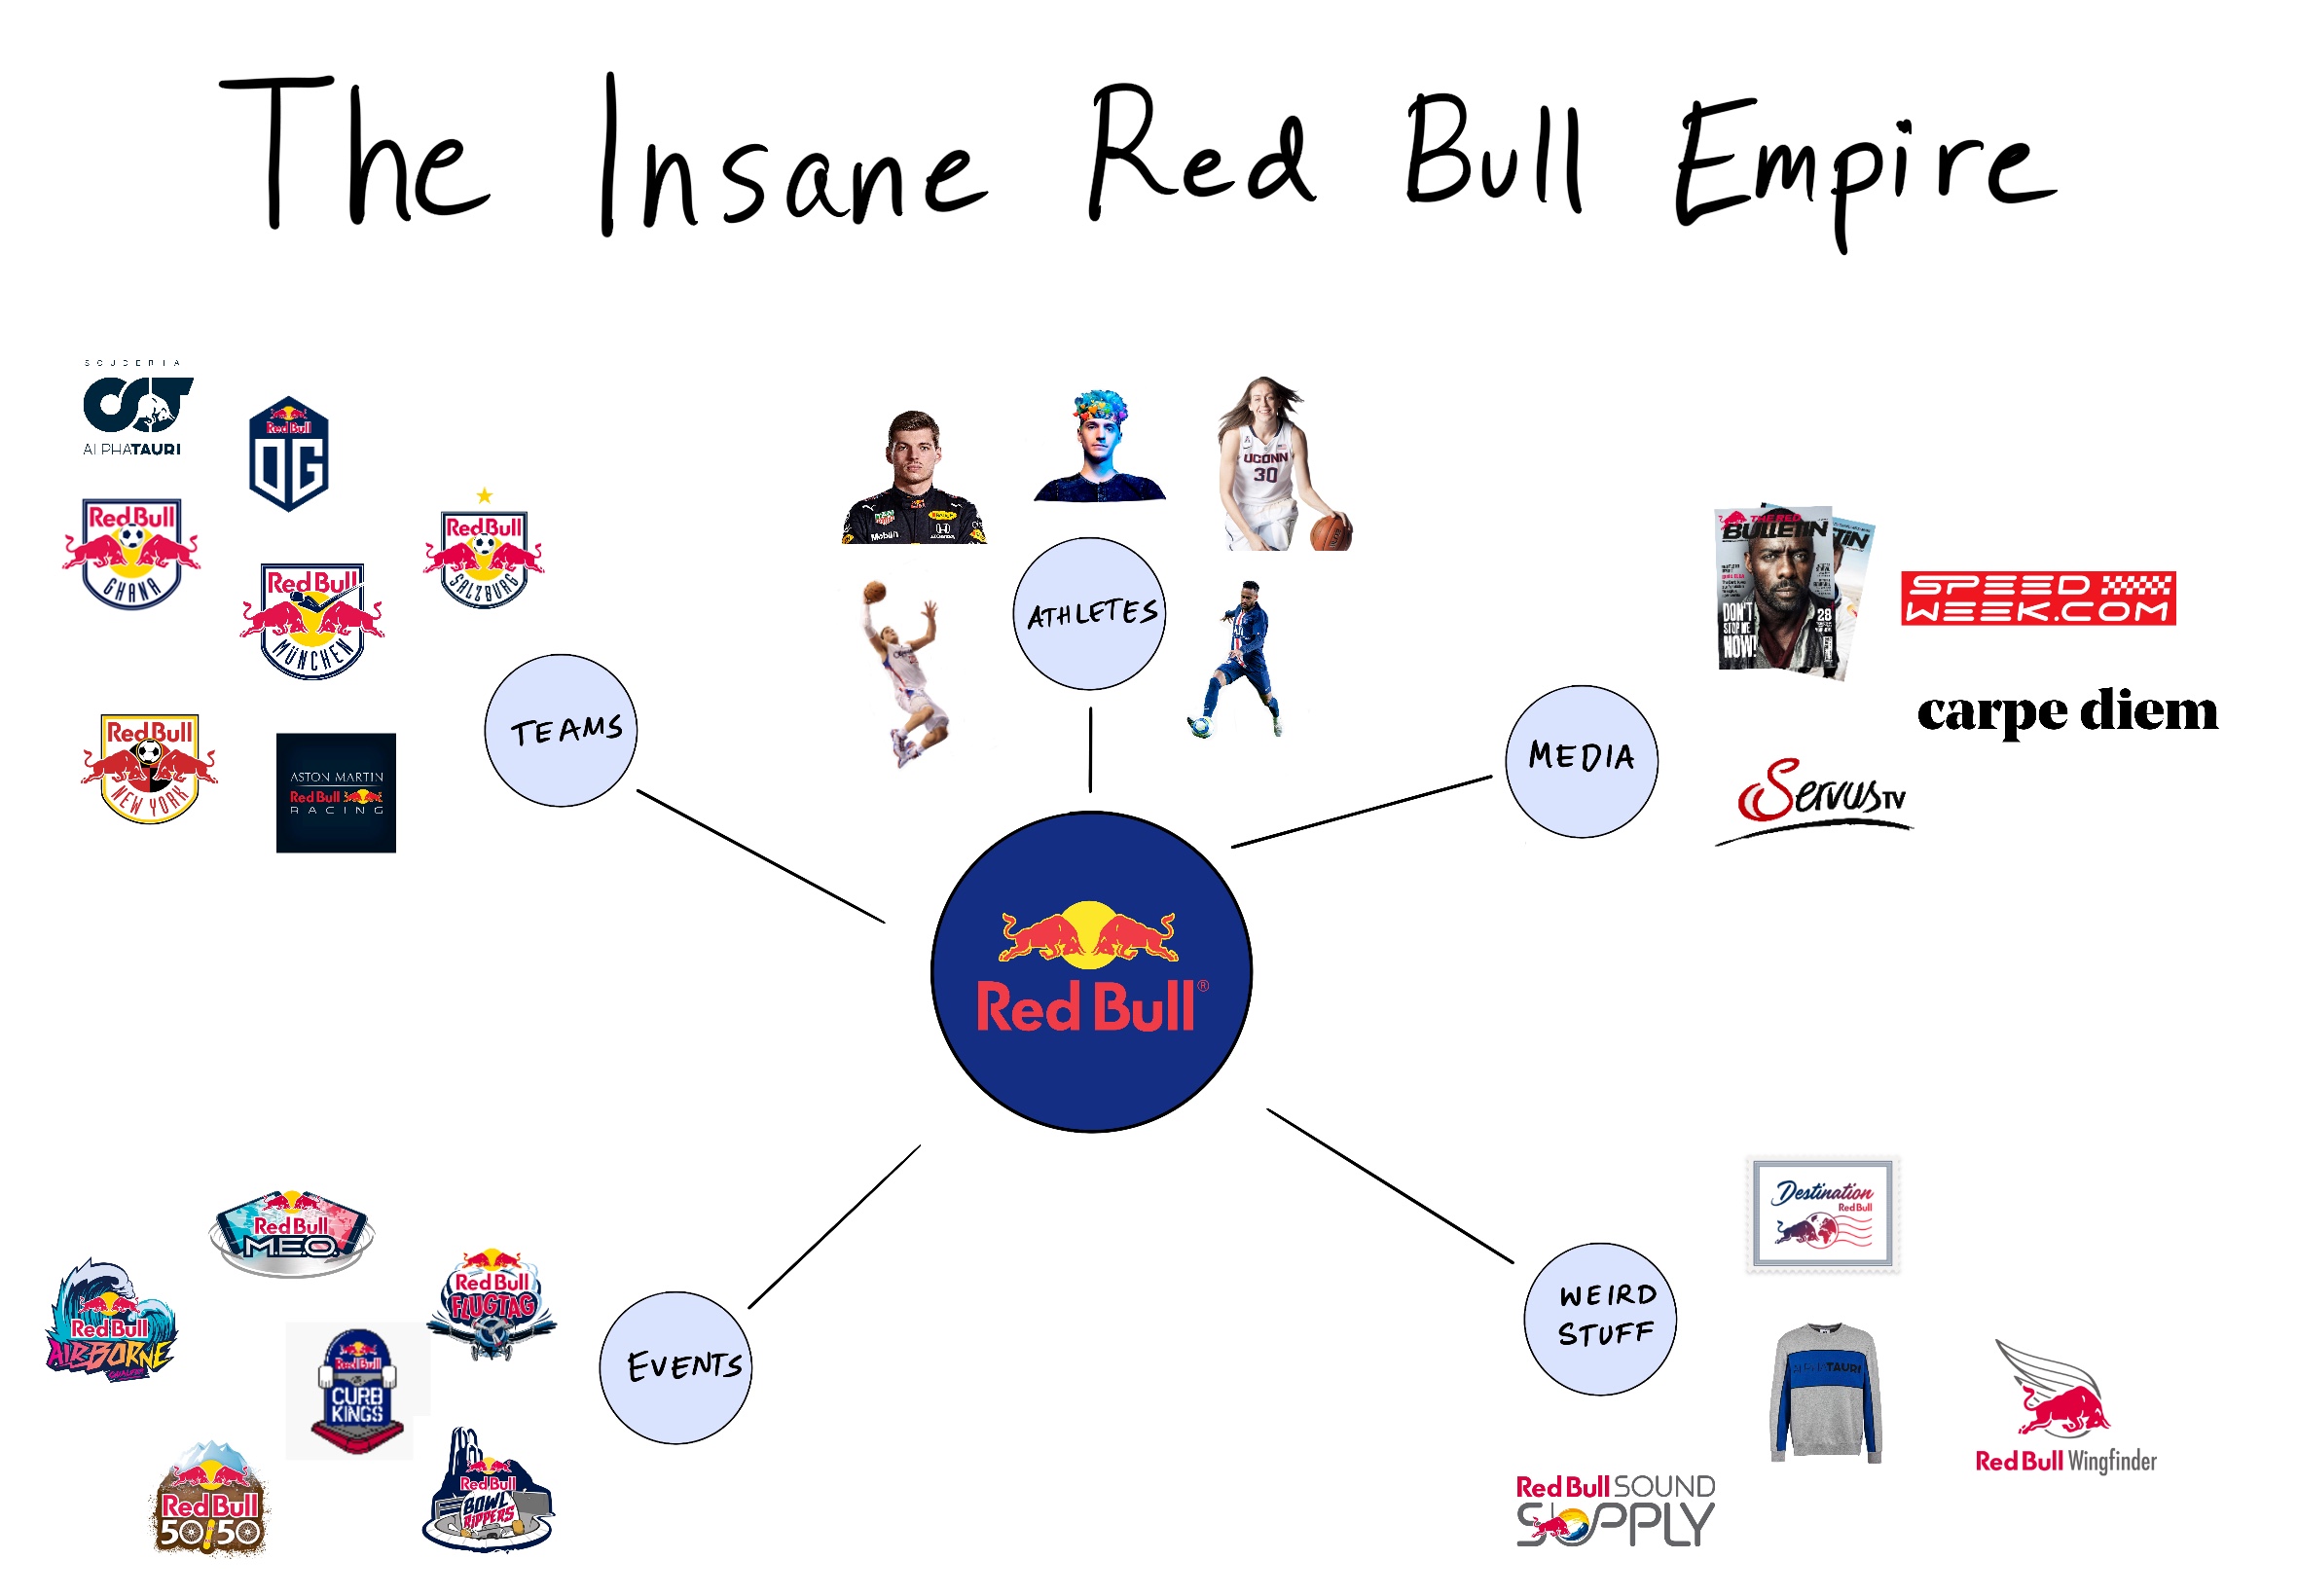 The Insane Red Bull Empire
SCUDERIA
ALPHATAURI
Red Bull
OG
Red Bull
GHANA
Red Bull
SALZBURG
Red Bull
MÜNCHEN
Red Bull
NEW YORK
ASTON MARTIN
Red Bull
RACING
TEAMS
Mobil
UCONN
30
ATHLETES
THE RED
BULLETIN
TIN
DON'T
STOP ME
NOW!
28
SPEED
WEEK.COM
carpe diem
ServusTV
MEDIA
Red Bull®
Red Bull
M.E.O.
Red Bull
AIRBORNE
Red Bull
FLUGTAG
Red Bull
CURB
KINGS
Red Bull
50/50
Red Bull
BOWL
RIPPERS
EVENTS
WEIRD
STUFF
Destination
Red Bull
ALPHATAURI
Red Bull Wingfinder
Red Bull SOUND
SUPPLY